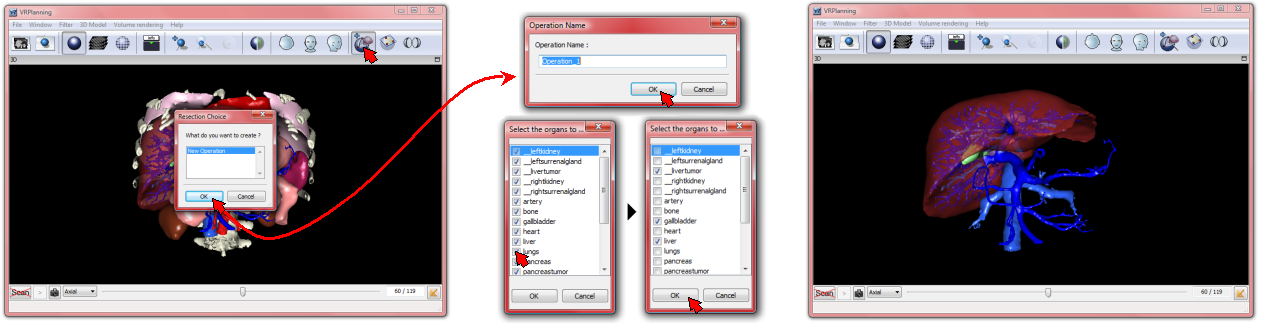 VRPlanning
File Window Filter 3D Model Volume rendering Help
Info
3D
Resection Choice
What do you want to create ?
New Operation
OK Cancel
Scan > Axial 60 / 119
Operation Name
Operation Name :
Operation_1
OK Cancel
Select the organs to ...
__leftkidney
__leftsurrenalgland
__livertumor
__rightkidney
__rightsurrenalgland
artery
bone
gallbladder
heart
liver
lungs
pancreas
pancreastumor
OK Cancel
Select the organs to ...
__leftkidney
__leftsurrenalgland
__livertumor
__rightkidney
__rightsurrenalgland
artery
bone
gallbladder
heart
liver
lungs
pancreas
pancreastumor
OK Cancel
VRPlanning
File Window Filter 3D Model Volume rendering Help
Info
3D
Scan > Axial 60 / 119